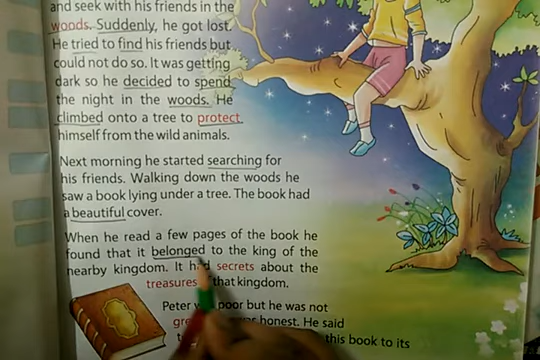 and seek with his friends in the
woods. Suddenly, he got lost.
He tried to find his friends but
could not do so. It was getting
dark so he decided to spend
the night in the woods. He
climbed onto a tree to protect
himself from the wild animals.
Next morning he started searching for
his friends. Walking down the woods he
saw a book lying under a tree. The book had
a beautiful cover.
When he read a few pages of the book he
found that it belonged to the king of the
nearby kingdom. It had secrets about the
treasures that kingdom.
Peter poor but he was not
honest. He said
this book to its